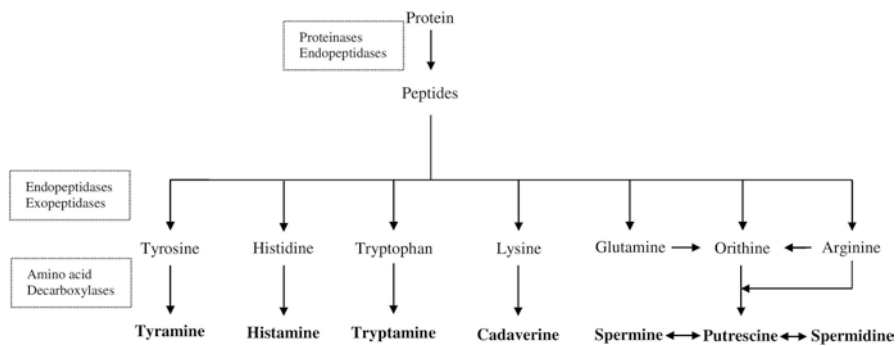 Protein
Proteinases
Endopeptidases
Peptides
Endopeptidases
Exopeptidases
Tyrosine Histidine Tryptophan Lysine Glutamine Orithine Arginine
Amino acid
Decarboxylases
Tyramine Histamine Tryptamine Cadaverine Spermine Putrescine Spermidine